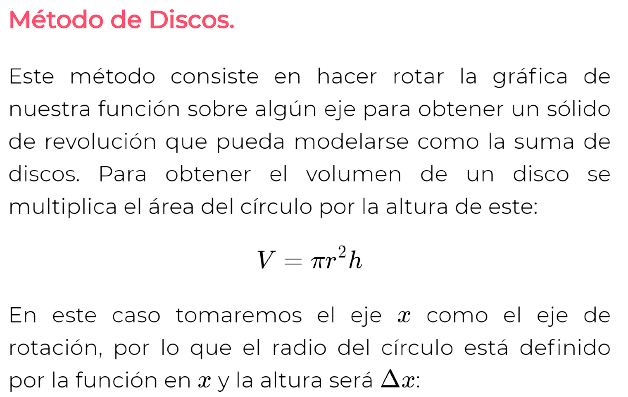 Método de Discos.
Este método consiste en hacer rotar la gráfica de
nuestra función sobre algún eje para obtener un sólido
de revolución que pueda modelarse como la suma de
discos. Para obtener el volumen de un disco se
multiplica el área del círculo por la altura de este:
V = πr²h
En este caso tomaremos el eje x como el eje de
rotación, por lo que el radio del círculo está definido
por la función en x y la altura será Δx: